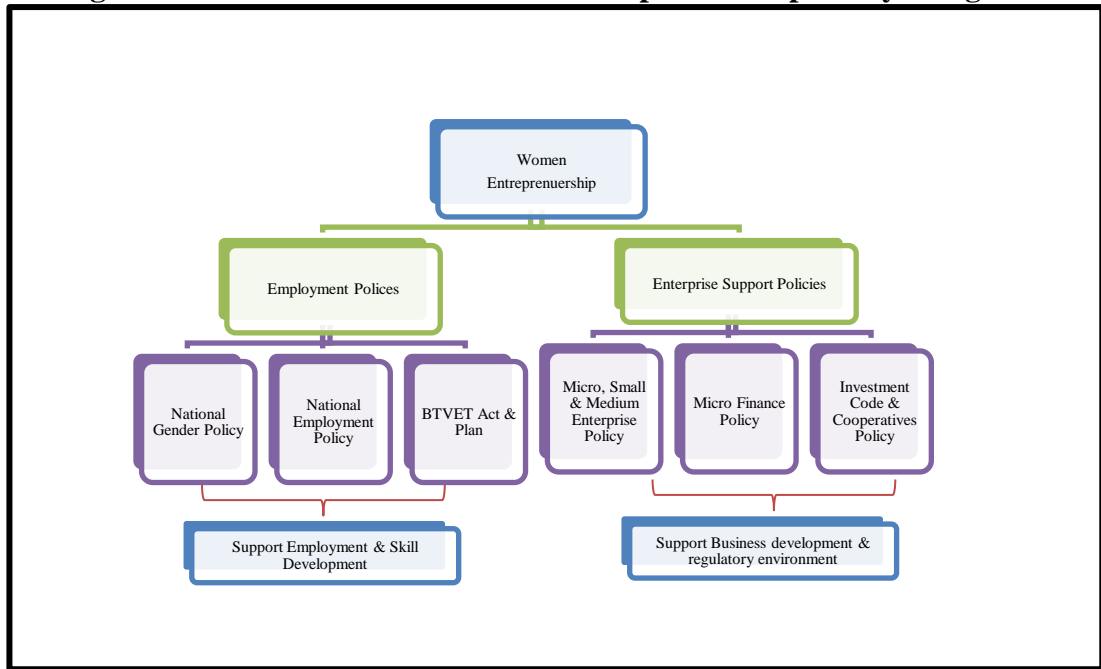 Women
Entreprenuership
Employment Polices
Enterprise Support Policies
National
Gender Policy
National
Employment
Policy
BTVET Act &
Plan
Micro, Small
& Medium
Enterprise
Policy
Micro Finance
Policy
Investment
Code &
Cooperatives
Policy
Support Employment & Skill
Development
Support Business development &
regulatory environment